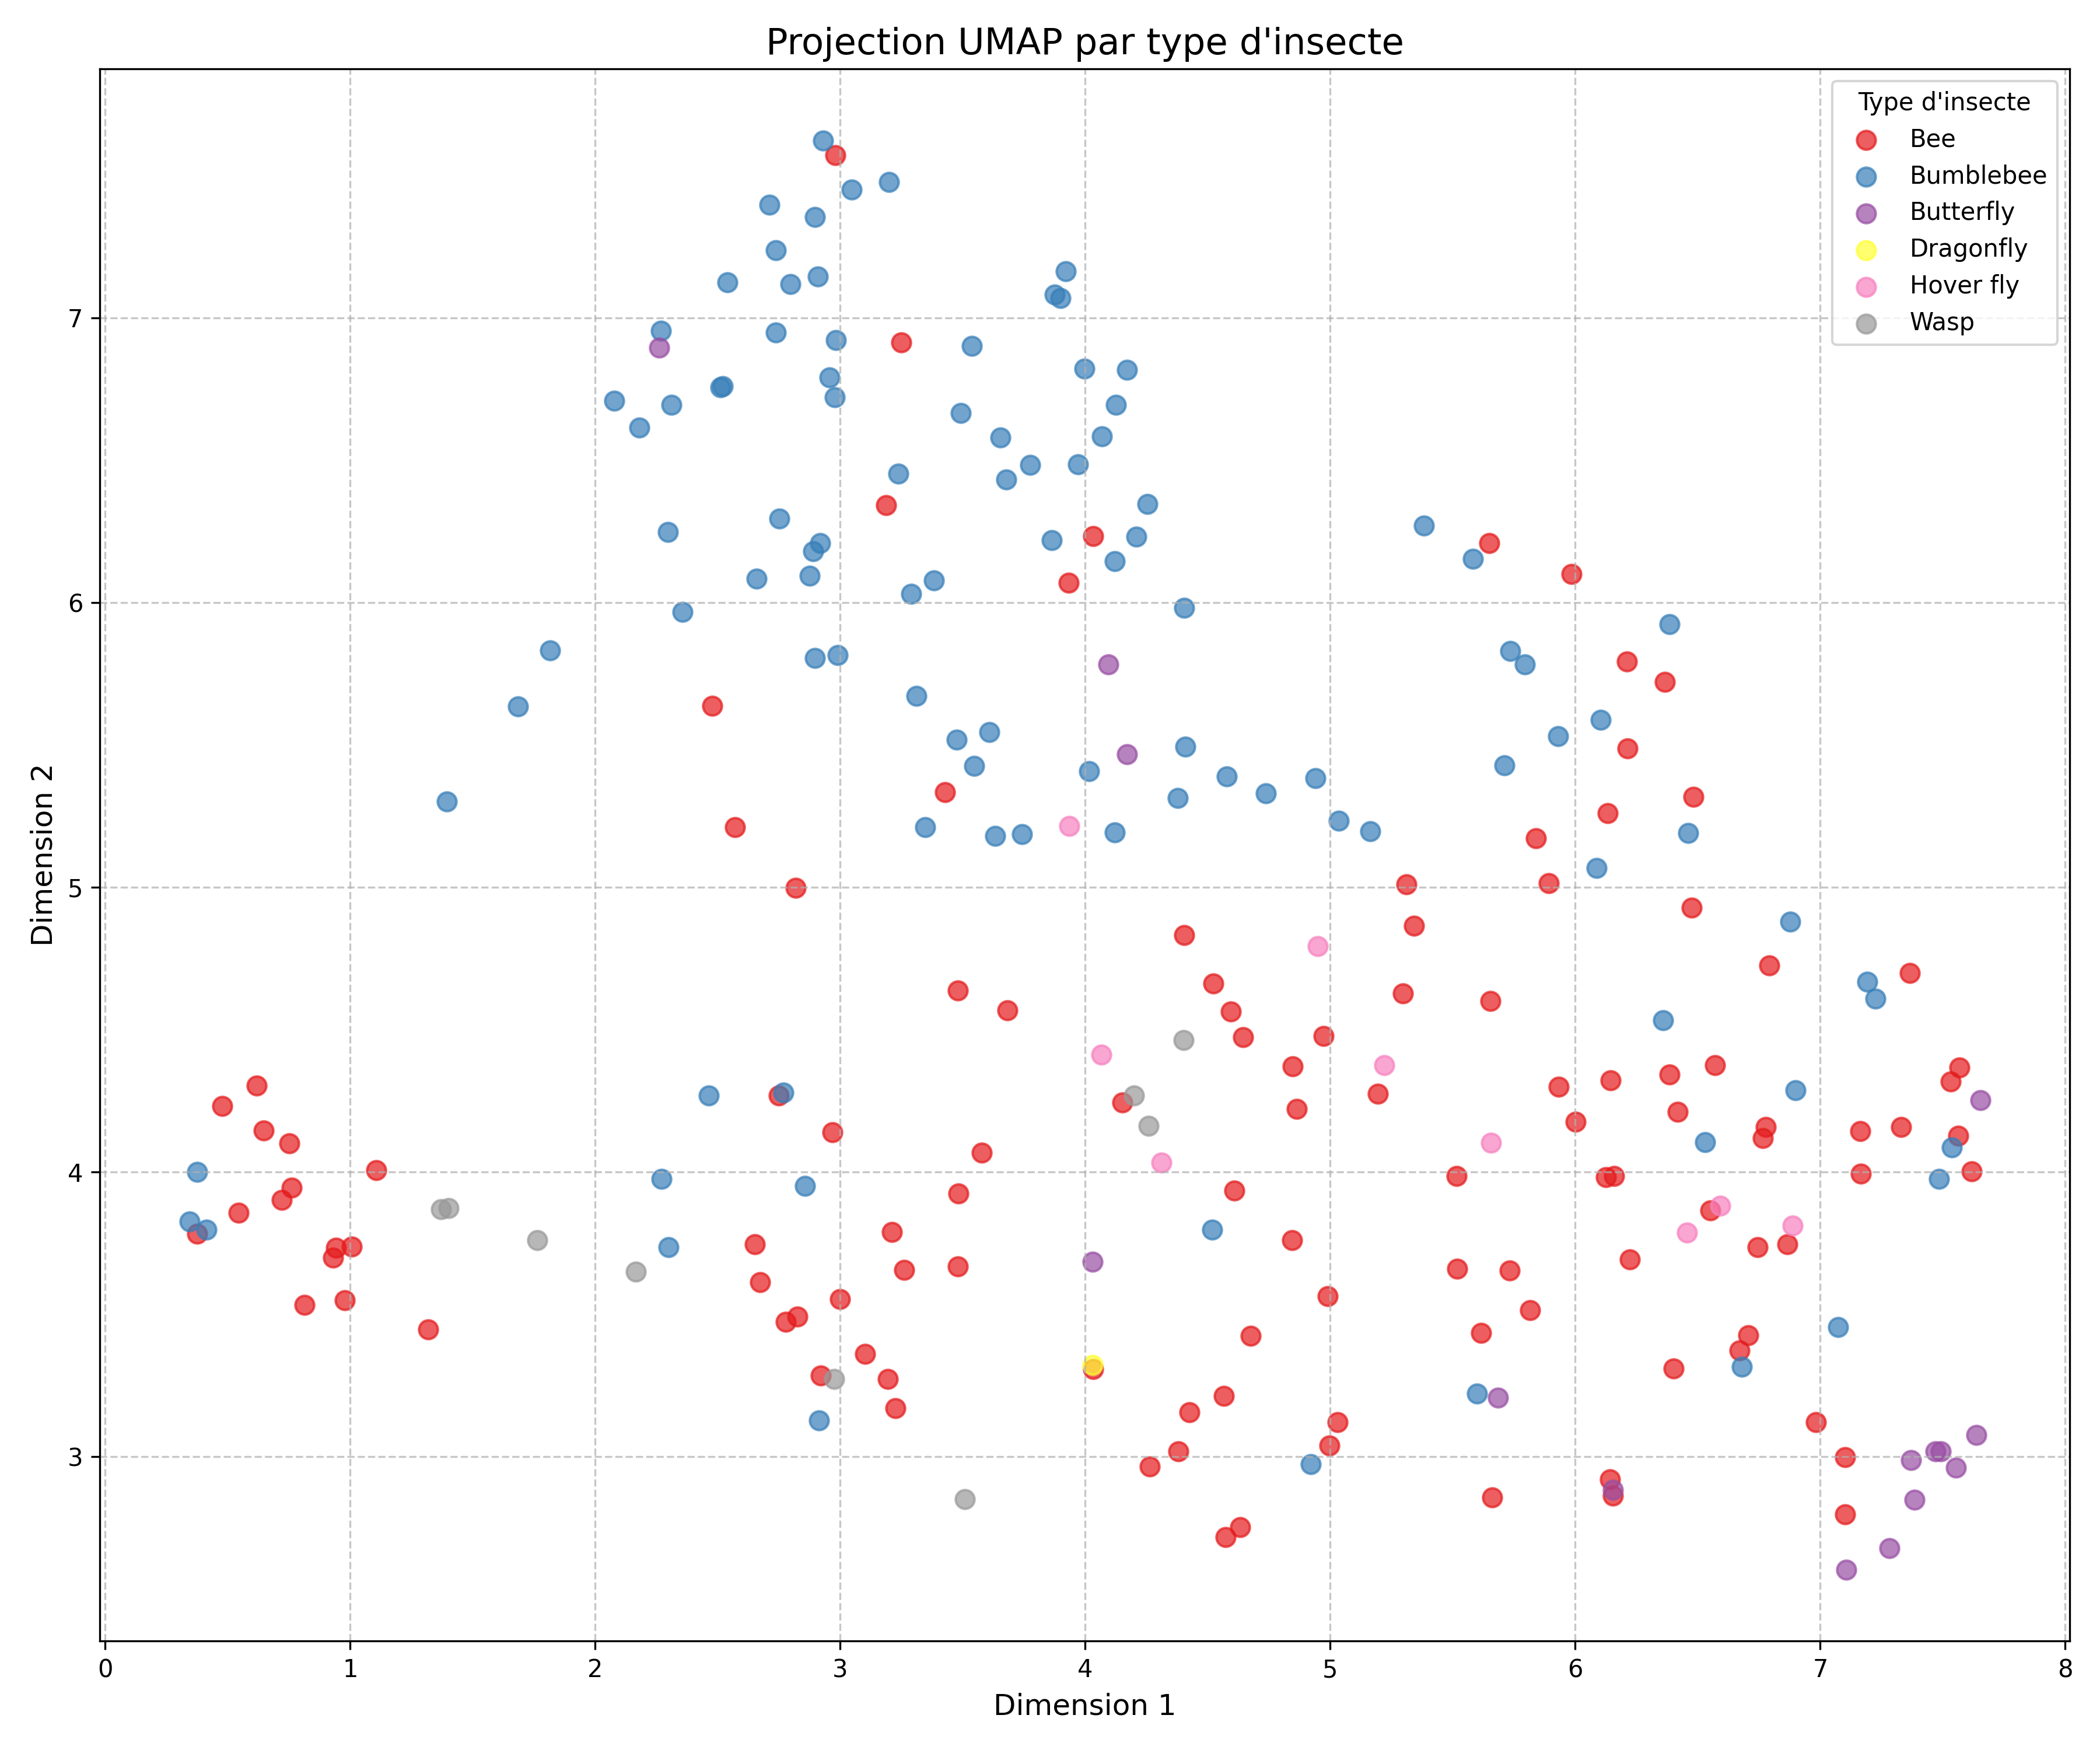 Projection UMAP par type d'insecte
Type d'insecte
Bee
Bumblebee
Butterfly
Dragonfly
Hover fly
Wasp
Dimension 2
7
6
5
4
3
0 1 2 3 4 5 6 7 8
Dimension 1